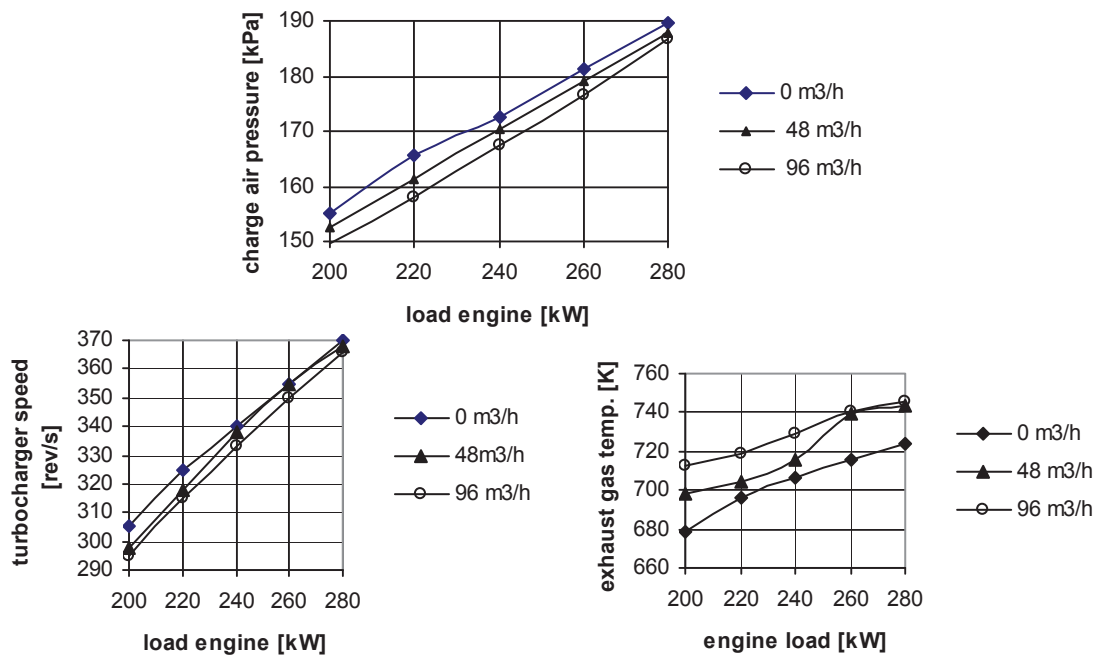 charge air pressure [kPa]
190
180
170
160
150
200 220 240 260 280
load engine [kW]
0 m3/h
48 m3/h
96 m3/h
turbocharger speed
[rev/s]
370
360
350
340
330
320
310
300
290
200 220 240 260 280
load engine [kW]
0 m3/h
48m3/h
96 m3/h
exhaust gas temp. [K]
760
740
720
700
680
660
200 220 240 260 280
engine load [kW]
0 m3/h
48 m3/h
96 m3/h